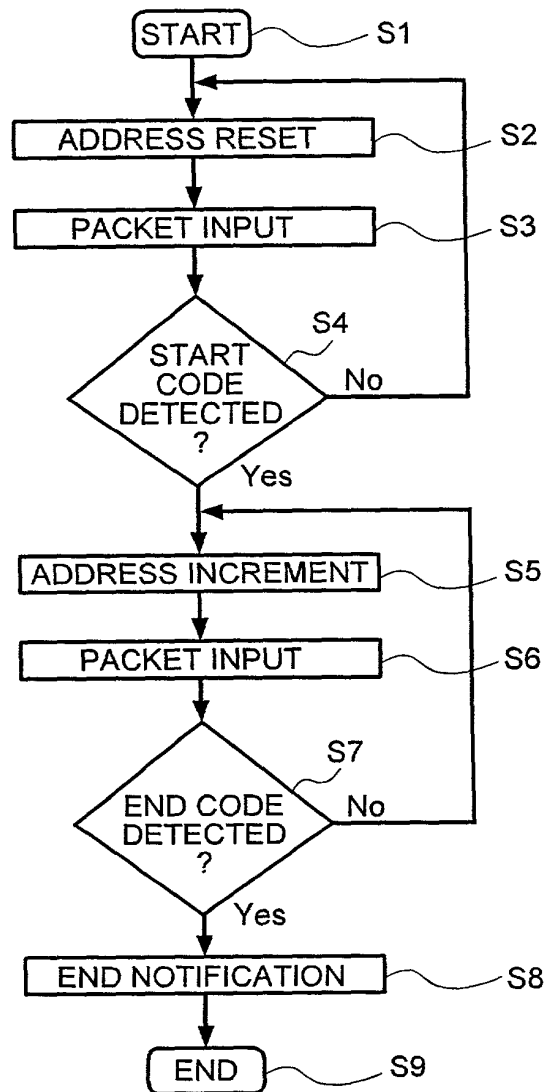 START S1
ADDRESS RESET S2
PACKET INPUT S3
S4
START
CODE
DETECTED
?
No
Yes
ADDRESS INCREMENT S5
PACKET INPUT S6
S7
END CODE
DETECTED
?
No
Yes
END NOTIFICATION S8
END S9